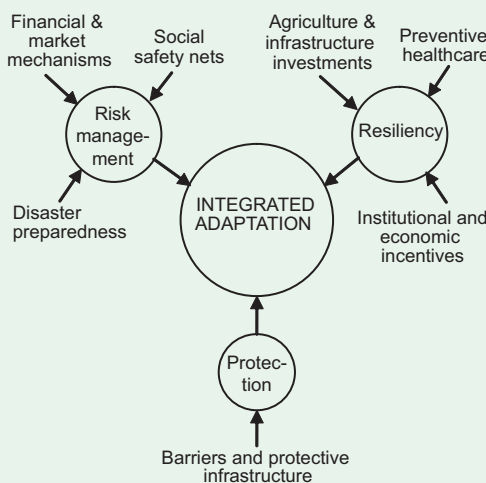 Financial &
market
mechanisms
Social
safety nets
Risk
manage-
ment
Disaster
preparedness
Agriculture &
infrastructure
investments
Preventive
healthcare
Resiliency
Institutional and
economic
incentives
INTEGRATED
ADAPTATION
Protec-
tion
Barriers and protective
infrastructure